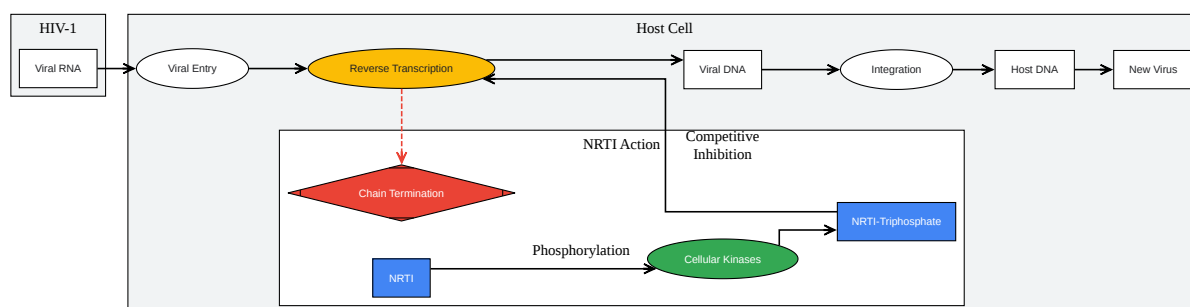 HIV-1
Host Cell
Viral RNA
Viral Entry
Reverse Transcription
Viral DNA
Integration
Host DNA
New Virus
NRTI Action
Competitive
Inhibition
Chain Termination
NRTI-Triphosphate
Phosphorylation
Cellular Kinases
NRTI